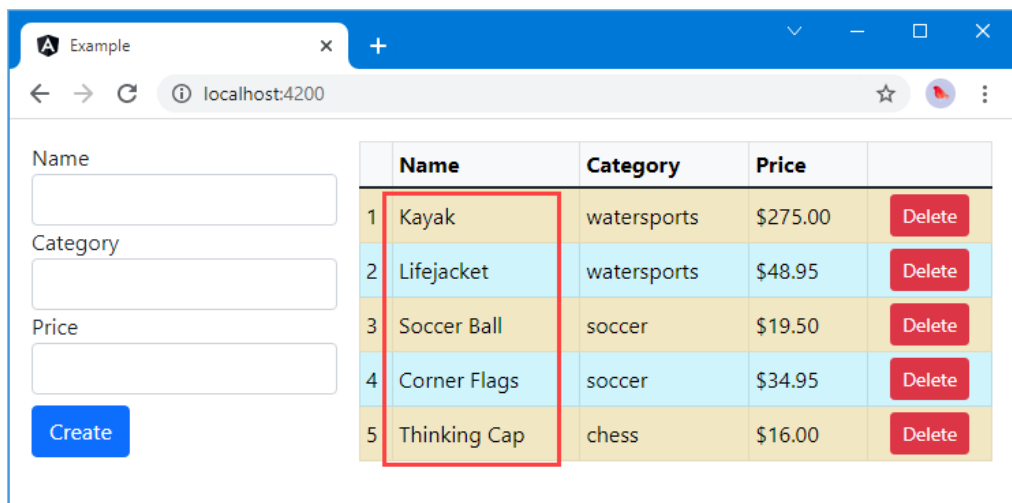 Example
localhost:4200
Name
Category
Price
Create
Name Category Price
1 Kayak watersports $275.00 Delete
2 Lifejacket watersports $48.95 Delete
3 Soccer Ball soccer $19.50 Delete
4 Corner Flags soccer $34.95 Delete
5 Thinking Cap chess $16.00 Delete